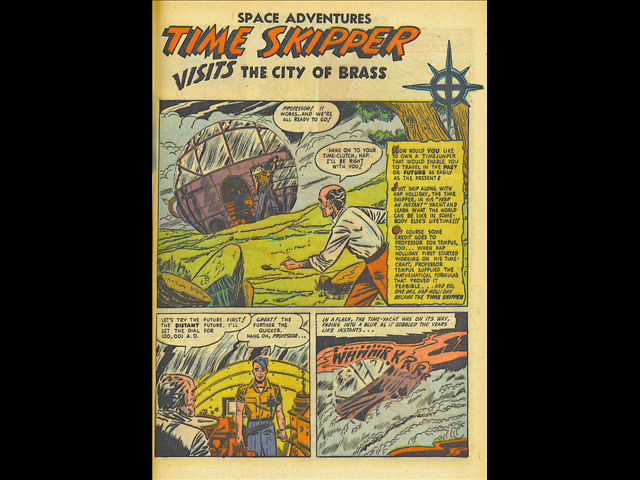 SPACE ADVENTURES
TIME SKIPPER
VISITS THE CITY OF BRASS
PROFESSOR! IT
WORKS..AND WE'RE
ALL READY TO GO!
HANG ON TO YOUR
TIME-CLUTCH, HAP.
I'LL BE RIGHT
WITH YOU!
HOW WOULD YOU LIKE
TO OWN A TIMEJUMPER
THAT WOULD ENABLE YOU
TO TRAVEL IN THE PAST
OR FUTURE AS EASILY
AS THE PRESENT?
JUST SKIP ALONG WITH
HAP HOLLIDAY, THE TIME
SKIPPER, IN HIS "YEAR
AN INSTANT" YACHT AND
LEARN WHAT THE WORLD
CAN BE LIKE IN SOME-
BODY ELSE'S LIFETIME!!!
OF COURSE SOME
CREDIT GOES TO
PROFESSOR TEMPUS,
TOO... WHEN HAP
HOLLIDAY FIRST STARTED
WORKING ON HIS TIME-
CRAFT, PROFESSOR
TEMPUS SUPPLIED THE
MATHEMATICAL FORMULAS
THAT PROVED IT
FEASIBLE... AND SO,
ONE DAY, HAP HOLLIDAY
BECAME THE TIME SKIPPER
LET'S TRY THE FUTURE FIRST!
THE DISTANT FUTURE, I'LL
SET THE DIAL FOR
100,001 A.D.
GREAT! THE
FURTHER THE
QUICKER.
HANG ON, PROFESSOR...
IN A FLASH, THE TIME-YACHT WAS ON ITS WAY,
FADING INTO A BLUR AS IT GOBBLED THE YEARS
LIKE INSTANTS...